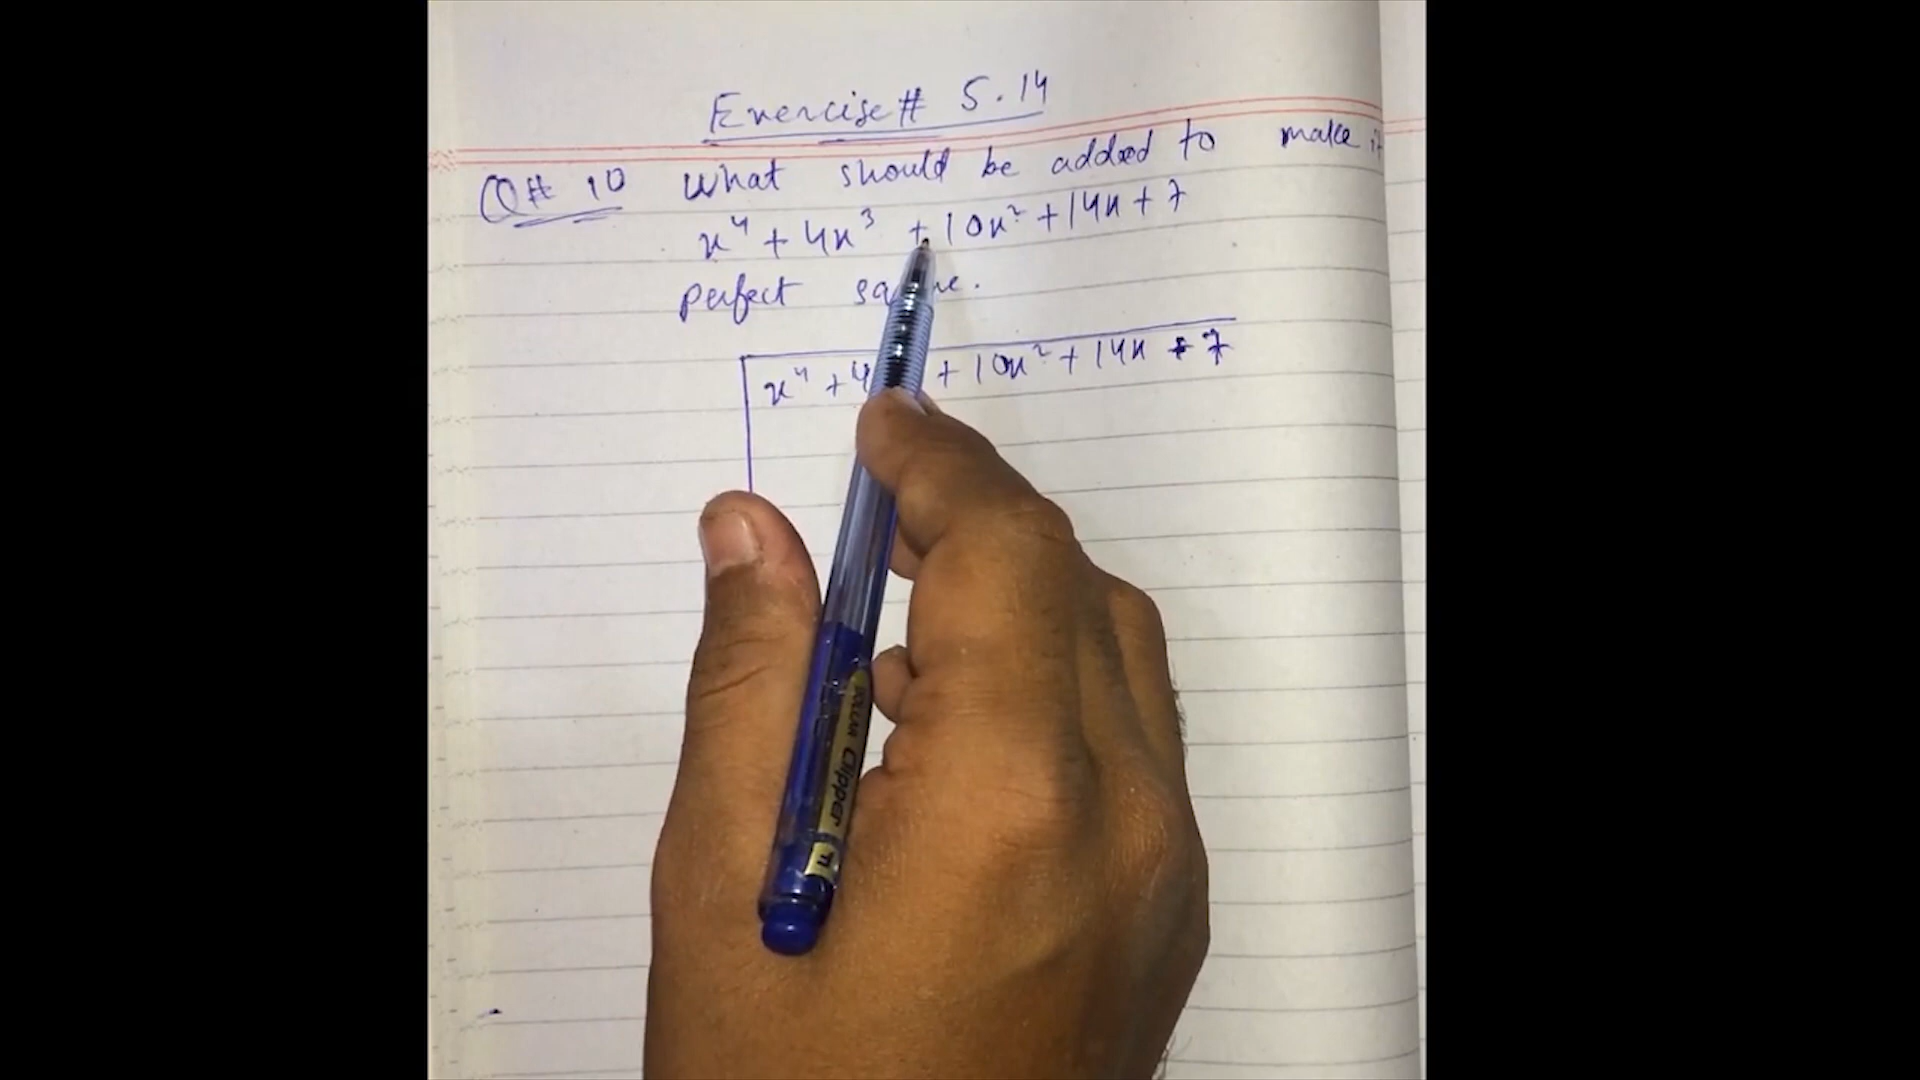 Exercise# 5.14
Q# 10 What should be added to make it
x⁴ + 4x³ + 10x² + 14x + 7
perfect
x⁴ + 4 + 10x² + 14x + 7
DOLLAR Clipper